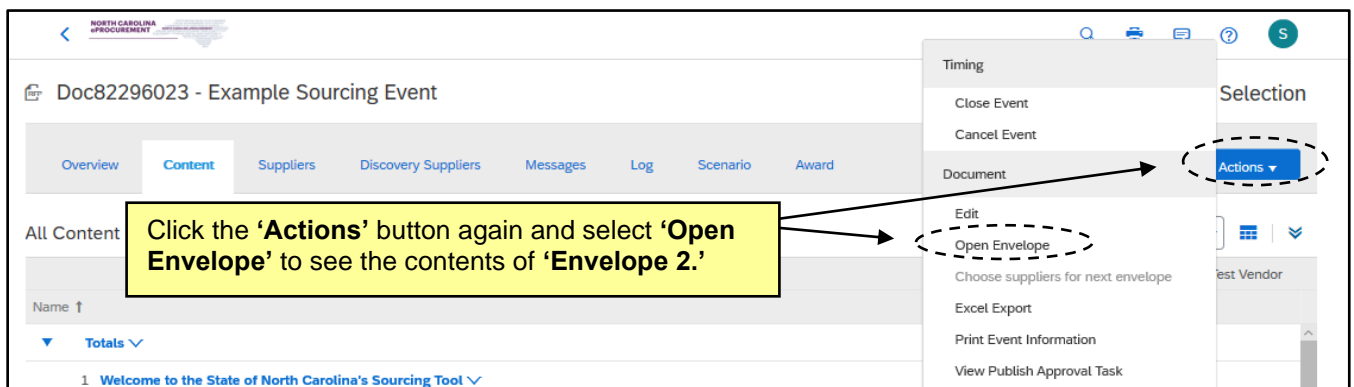 NORTH CAROLINA
ePROCUREMENT
S
Timing
Doc82296023 - Example Sourcing Event
Selection
Close Event
Cancel Event
Overview Content Suppliers Discovery Suppliers Messages Log Scenario Award
Document
Actions
Edit
All Content
Click the ‘Actions’ button again and select ‘Open
Envelope’ to see the contents of ‘Envelope 2.’
Open Envelope
Choose suppliers for next envelope
Test Vendor
Name ↑
Excel Export
Totals
Print Event Information
1 Welcome to the State of North Carolina's Sourcing Tool
View Publish Approval Task